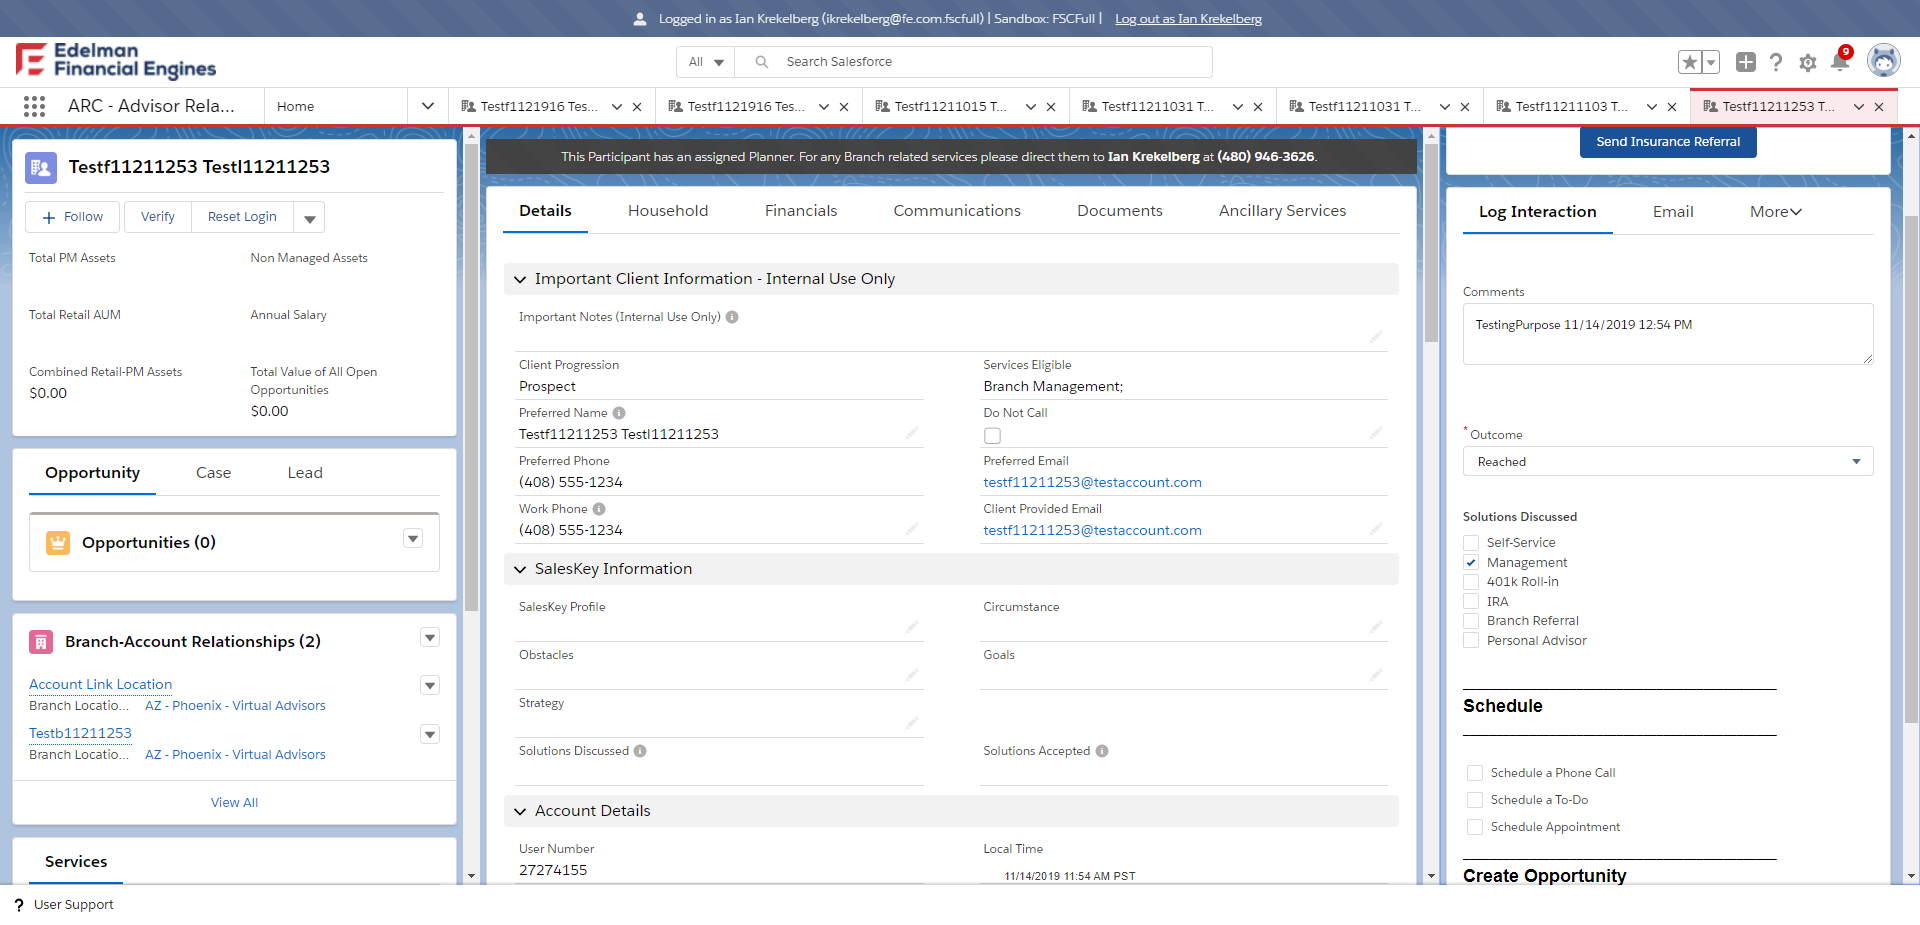 Logged in as Ian Krekelberg (ikrekelberg@fe.com.fscfull) | Sandbox: FSCFull | Log out as Ian Krekelberg
Edelman
Financial Engines
All
Search Salesforce
9
ARC - Advisor Rela...
Home
Testf1121916 Tes...
Testf1121916 Tes...
Testf11211015 T...
Testf11211031 T...
Testf11211031 T...
Testf11211103 T...
Testf11211253 T...
Testf11211253 Testl11211253
Follow
Verify
Reset Login
Total PM Assets
Non Managed Assets
Total Retail AUM
Annual Salary
Combined Retail-PM Assets
$0.00
Total Value of All Open
Opportunities
$0.00
Opportunity
Case
Lead
Opportunities (0)
Branch-Account Relationships (2)
Account Link Location
Branch Locatio... AZ - Phoenix - Virtual Advisors
Testb11211253
Branch Locatio... AZ - Phoenix - Virtual Advisors
View All
Services
This Participant has an assigned Planner. For any Branch related services please direct them to Ian Krekelberg at (480) 946-3626.
Details
Household
Financials
Communications
Documents
Ancillary Services
Important Client Information - Internal Use Only
Important Notes (Internal Use Only)
Client Progression
Prospect
Services Eligible
Branch Management;
Preferred Name
Testf11211253 Testl11211253
Do Not Call
Preferred Phone
(408) 555-1234
Preferred Email
testf11211253@testaccount.com
Work Phone
(408) 555-1234
Client Provided Email
testf11211253@testaccount.com
SalesKey Information
SalesKey Profile
Circumstance
Obstacles
Goals
Strategy
Solutions Discussed
Solutions Accepted
Account Details
User Number
27274155
Local Time
11/14/2019 11:54 AM PST
Send Insurance Referral
Log Interaction
Email
More
Comments
TestingPurpose 11/14/2019 12:54 PM
* Outcome
Reached
Solutions Discussed
Self-Service
Management
401k Roll-in
IRA
Branch Referral
Personal Advisor
Schedule
Schedule a Phone Call
Schedule a To-Do
Schedule Appointment
Create Opportunity
? User Support